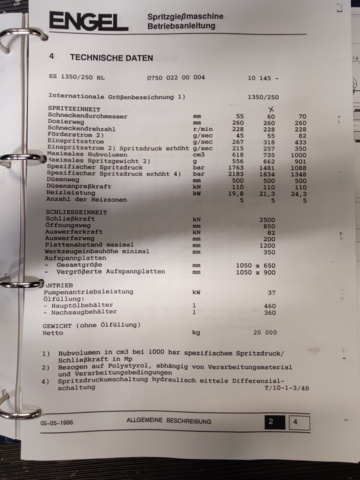 ENGEL
Spritzgießmaschine
Betriebsanleitung
4 TECHNISCHE DATEN
ES 1350/250 HL 0750 022 00 004 10 145 -
Internationale Größenbezeichnung 1) 1350/250
SPRITZEINHEIT x
Schneckendurchmesser mm 55 60 70
Dosierweg mm 260 260 260
Schneckendrehzahl r/min 228 228 228
Förderstrom 2) g/sec 45 55 82
Einspritzstrom g/sec 267 318 433
Einspritzstrom 2) Spritzdruck erhöht g/sec 215 257 350
Maximales Hubvolumen cm3 618 735 1000
Maximales Spritzgewicht 2) g 556 662 901
Spezifischer Spritzdruck bar 1763 1481 1088
Spezifischer Spritzdruck erhöht 4) bar 2183 1834 1348
Düsenweg mm 500 500 500
Düsenanpreßkraft kN 110 110 110
Heizleistung kW 19,8 21,3 24,3
Anzahl der Heizzonen 5 5 5
SCHLIESSEINHEIT
Schließkraft kN 2500
Öffnungsweg mm 850
Auswerferkraft kN 82
Auswerferweg mm 200
Plattenabstand maximal mm 1200
Werkzeugeinbauhöhe minimal mm 350
Aufspannplatten
- Gesamtgröße mm 1050 x 650
- Vergrößerte Aufspannplatten mm 1050 x 900
ANTRIEB
Pumpenantriebsleistung kW 37
Ölfüllung:
- Hauptölbehälter l 460
- Nachsaugbehälter l 360
GEWICHT (ohne Ölfüllung)
Netto kg 20 000
1) Hubvolumen in cm3 bei 1000 bar spezifischem Spritzdruck/
Schließkraft in Mp
2) Bezogen auf Polystyrol, abhängig von Verarbeitungsmaterial
und Verarbeitungsbedingungen
4) Spritzdruckumschaltung hydraulisch mittels Differenzial-
schaltung T/10-1-3/48
05-05-1996 ALLGEMEINE BESCHREIBUNG 2 4